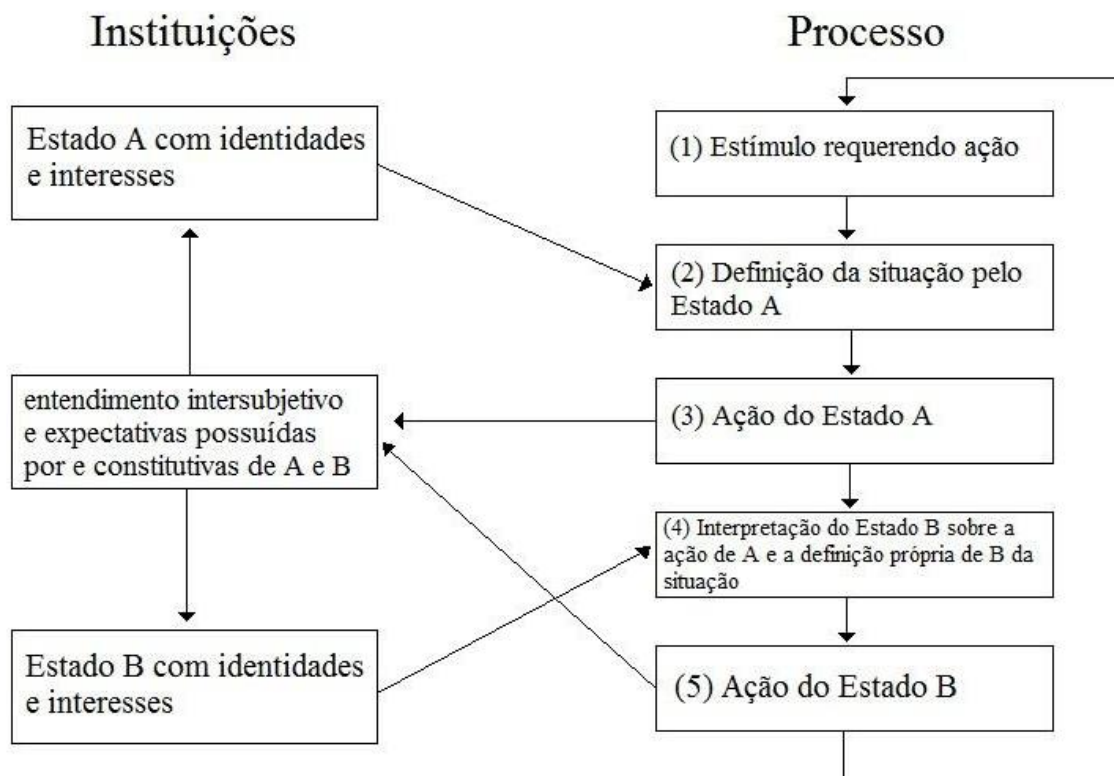 Instituições
Processo
Estado A com identidades
e interesses
entendimento intersubjetivo
e expectativas possuídas
por e constitutivas de A e B
Estado B com identidades
e interesses
(1) Estímulo requerendo ação
(2) Definição da situação pelo
Estado A
(3) Ação do Estado A
(4) Interpretação do Estado B sobre a
ação de A e a definição própria de B da
situação
(5) Ação do Estado B